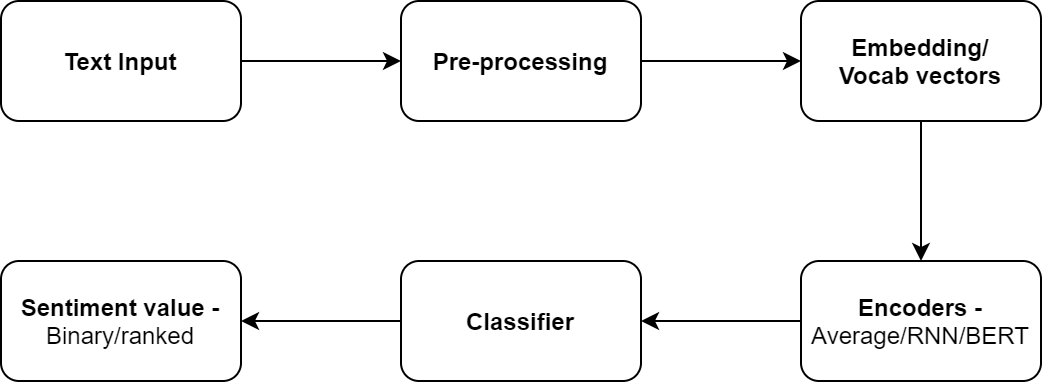 Text Input
Pre-processing
Embedding/
Vocab vectors
Encoders -
Average/RNN/BERT
Classifier
Sentiment value -
Binary/ranked